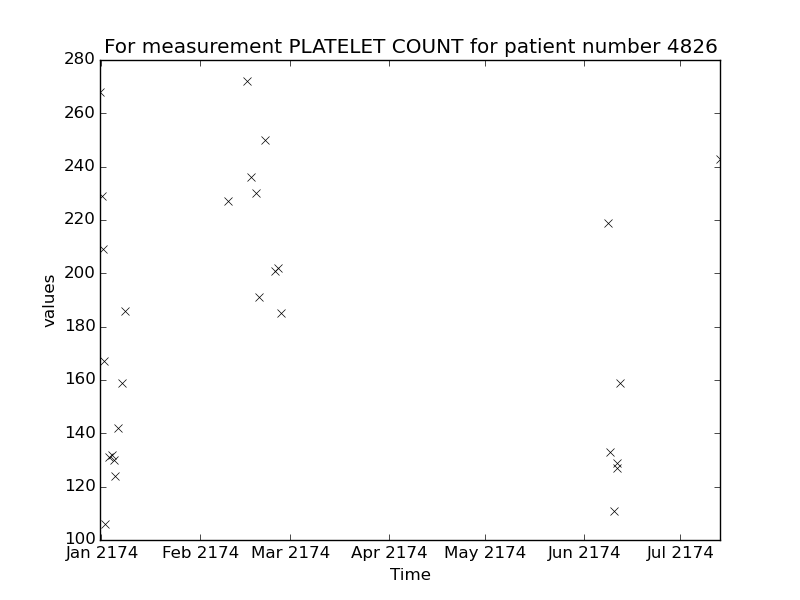 For measurement PLATELET COUNT for patient number 4826
280
260
240
220
200
180
160
140
120
100
values
Jan 2174 Feb 2174 Mar 2174 Apr 2174 May 2174 Jun 2174 Jul 2174
Time